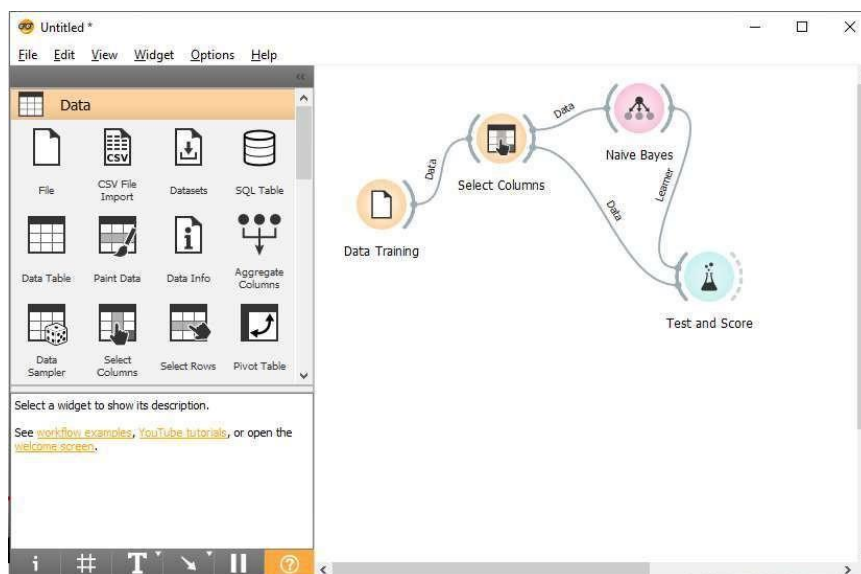 Untitled *
File Edit View Widget Options Help
Data
File
CSV File
Import
Datasets
SQL Table
Data Table
Paint Data
Data Info
Aggregate
Columns
Data
Sampler
Select
Columns
Select Rows
Pivot Table
Select a widget to show its description.
See workflow examples, YouTube tutorials, or open the
welcome screen.
Data Training
Data
Select Columns
Data
Naive Bayes
Data
Learner
Test and Score
CSV
i # T ?